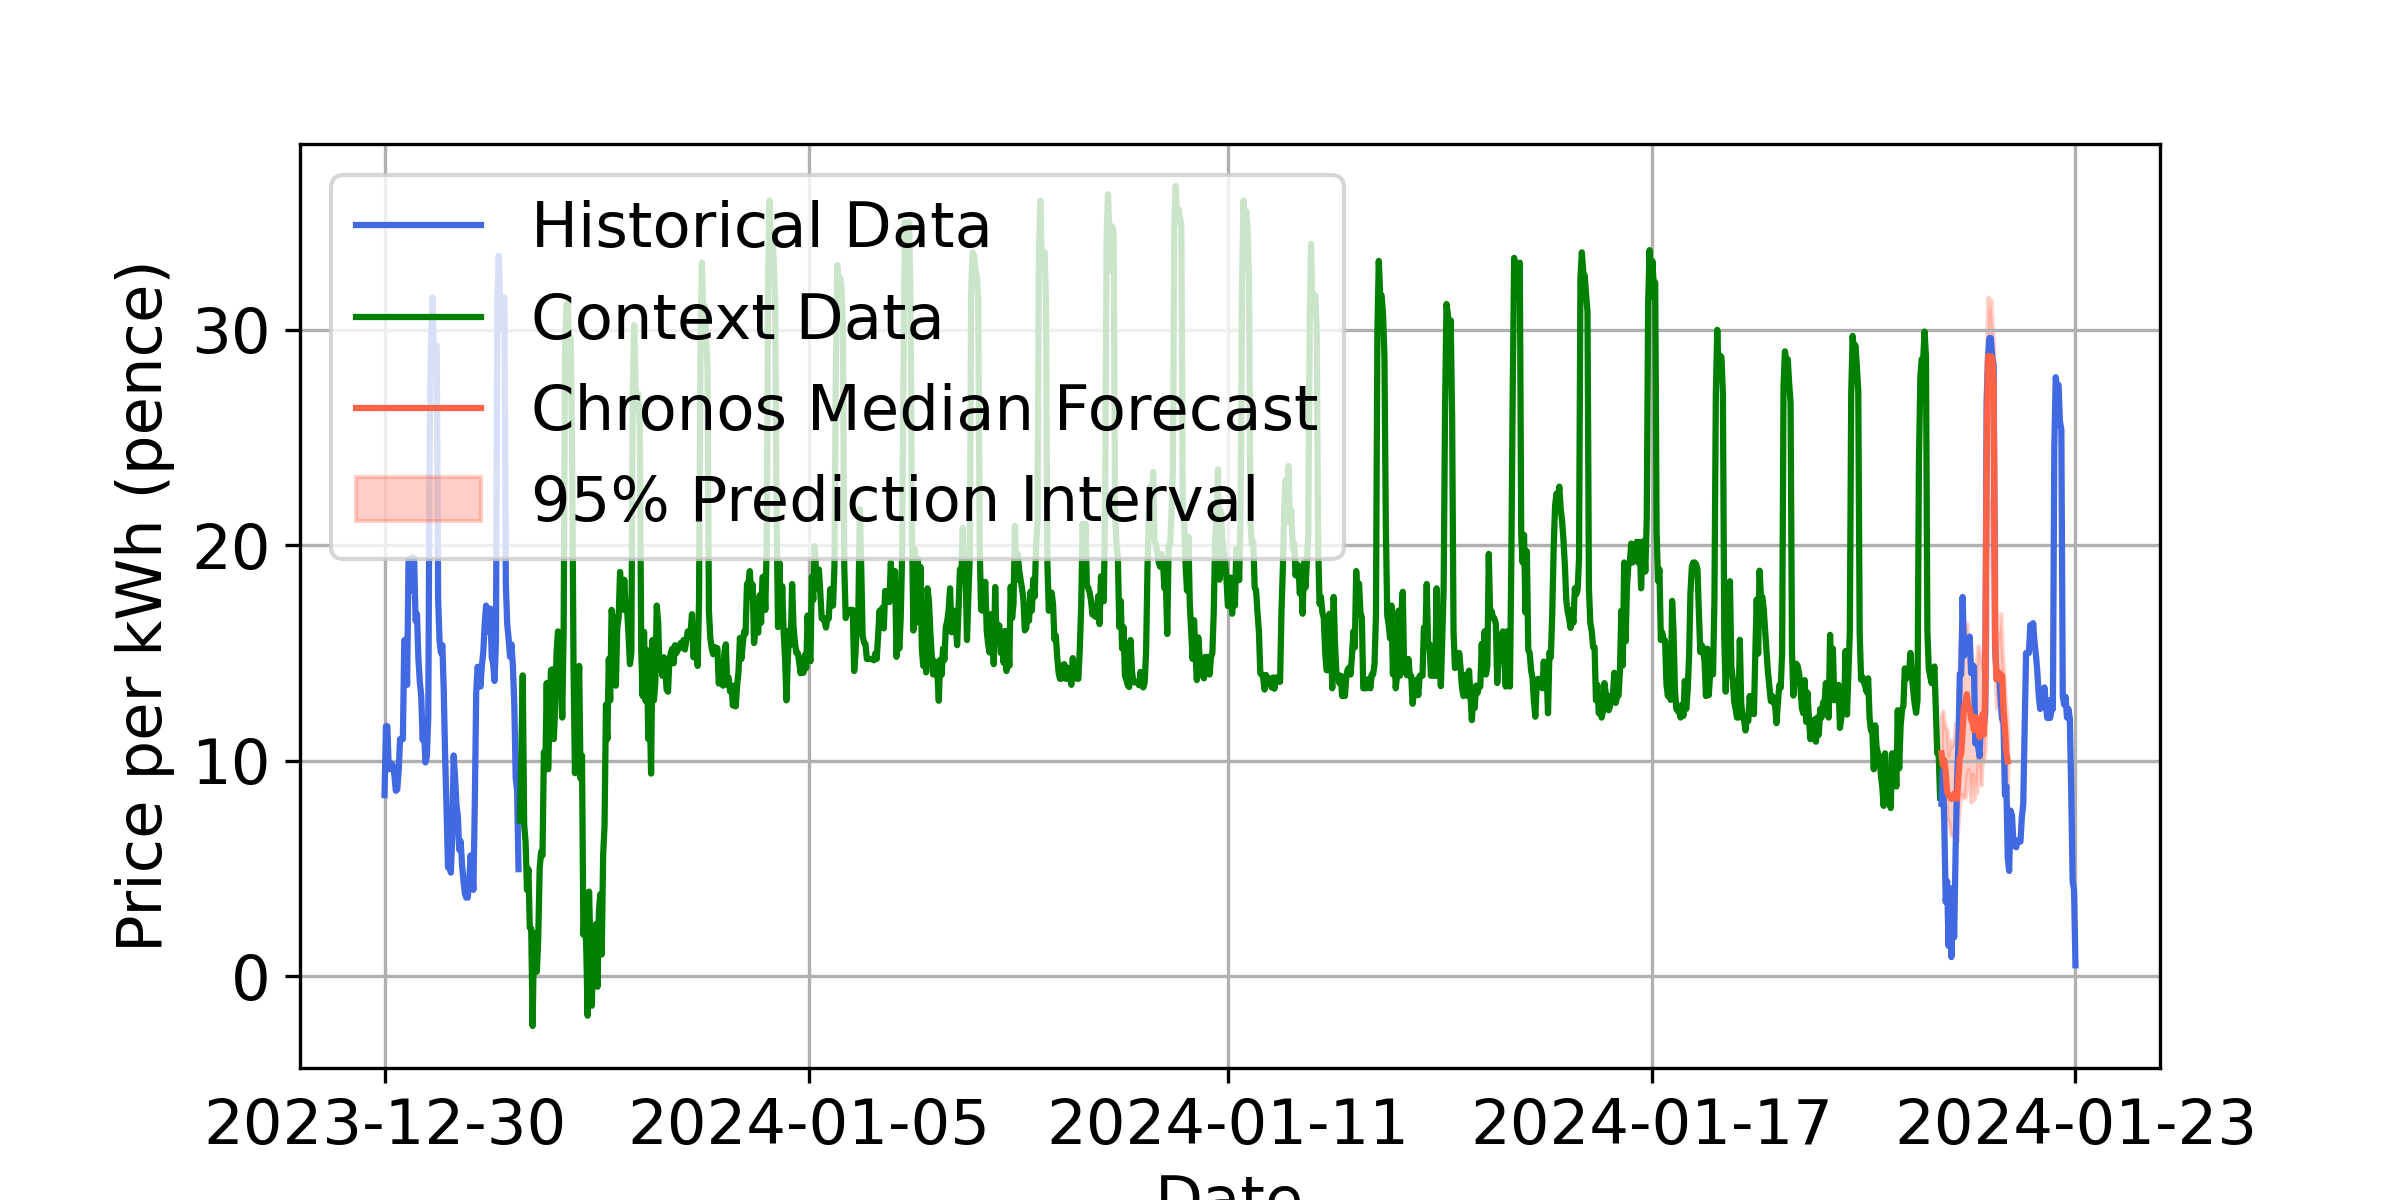 Historical Data
Context Data
Chronos Median Forecast
95% Prediction Interval
Price per kWh (pence)
30
20
10
0
2023-12-30 2024-01-05 2024-01-11 2024-01-17 2024-01-23
Date